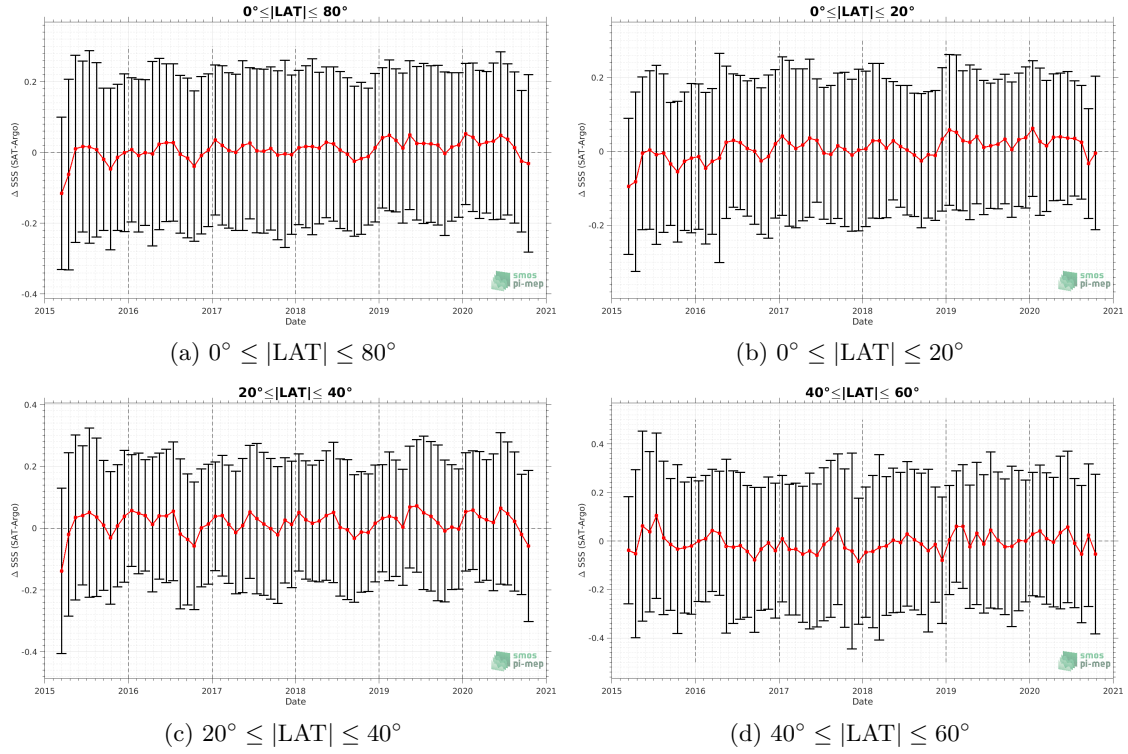 0°≤|LAT|≤ 80°
Δ SSS (SAT-Argo)
0.2
0
-0.2
-0.4
smos
pi-mep
2015 2016 2017 2018 2019 2020 2021
Date
(a) 0° ≤ |LAT| ≤ 80°
0°≤|LAT|≤ 20°
Δ SSS (SAT-Argo)
0.2
0
-0.2
smos
pi-mep
2015 2016 2017 2018 2019 2020 2021
Date
(b) 0° ≤ |LAT| ≤ 20°
20°≤|LAT|≤ 40°
Δ SSS (SAT-Argo)
0.4
0.2
0
-0.2
-0.4
smos
pi-mep
2015 2016 2017 2018 2019 2020 2021
Date
(c) 20° ≤ |LAT| ≤ 40°
40°≤|LAT|≤ 60°
Δ SSS (SAT-Argo)
0.4
0.2
0
-0.2
-0.4
smos
pi-mep
2015 2016 2017 2018 2019 2020 2021
Date
(d) 40° ≤ |LAT| ≤ 60°